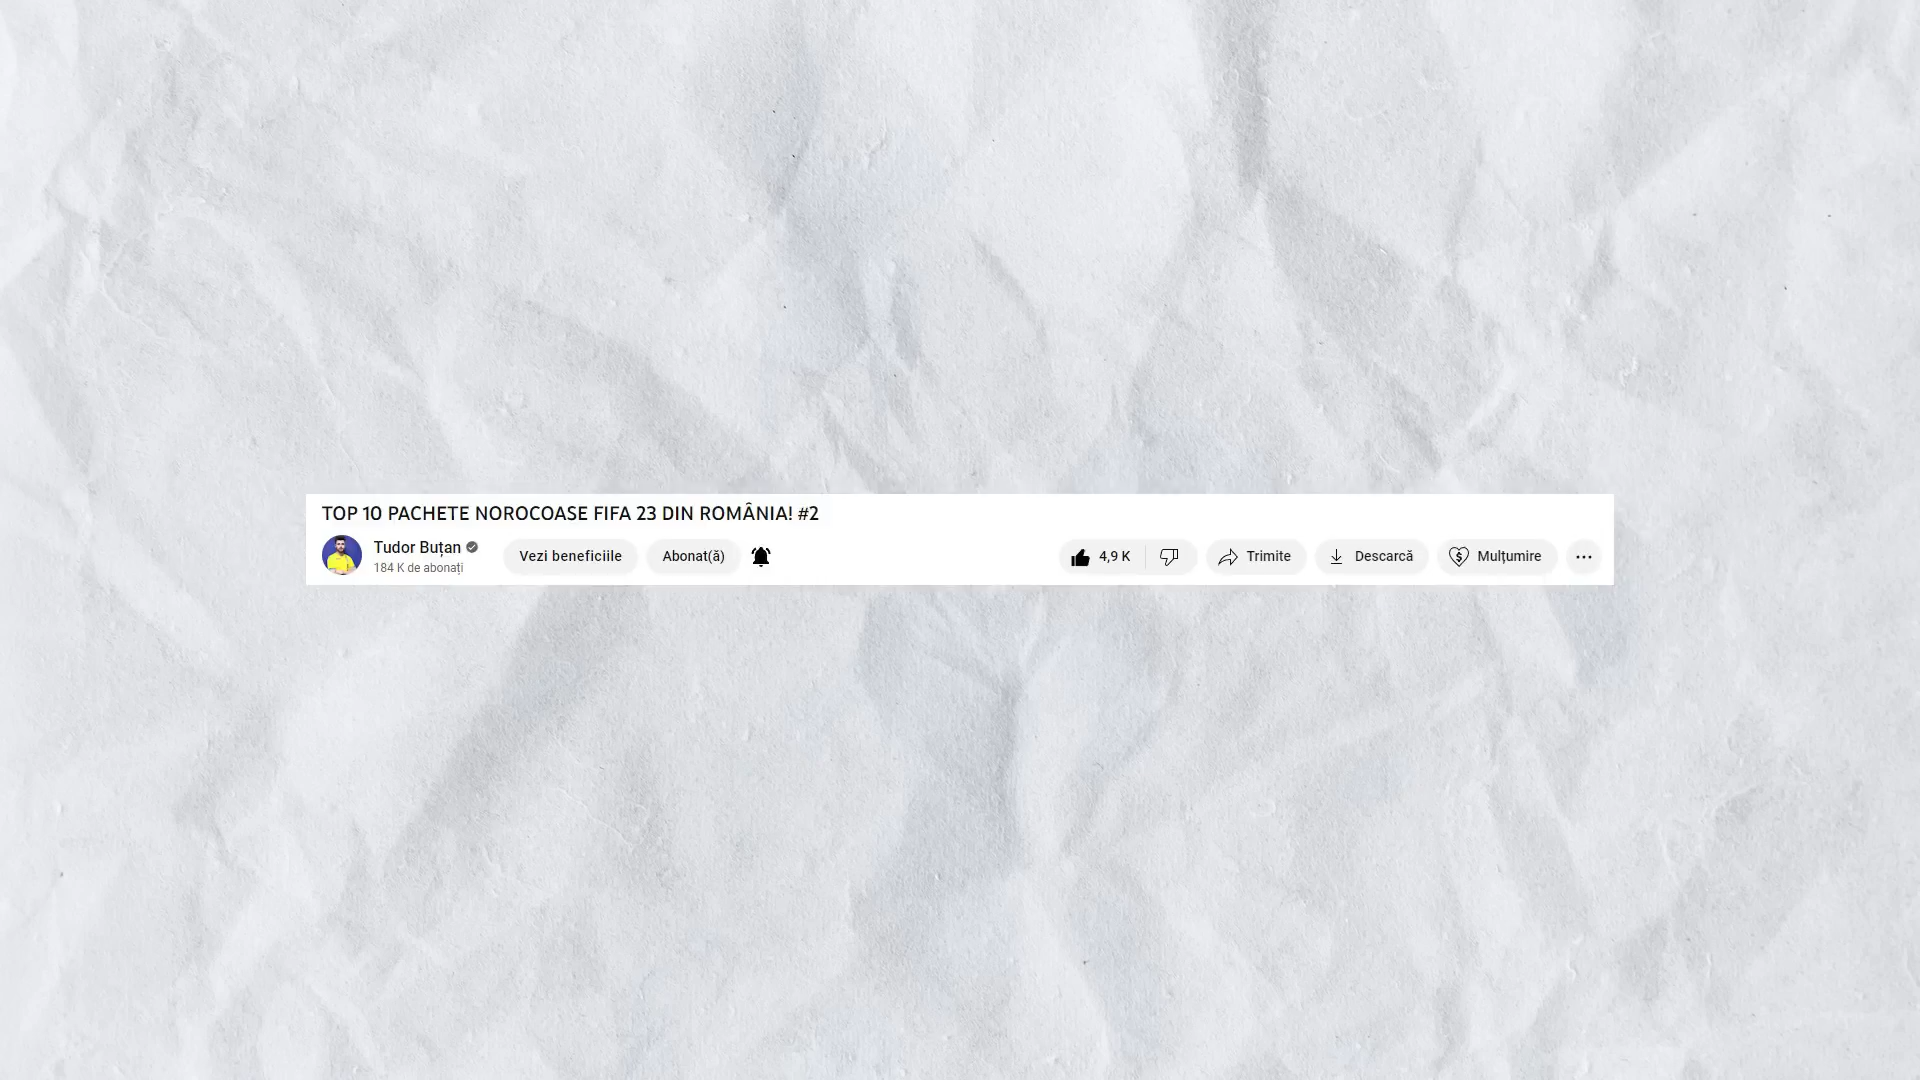 TOP 10 PACHETE NOROCOASE FIFA 23 DIN ROMÂNIA! #2
Tudor Buțan
184 K de abonați
Vezi beneficiile
Abonat(ă)
4,9 K
Trimite
Descarcă
Mulțumire